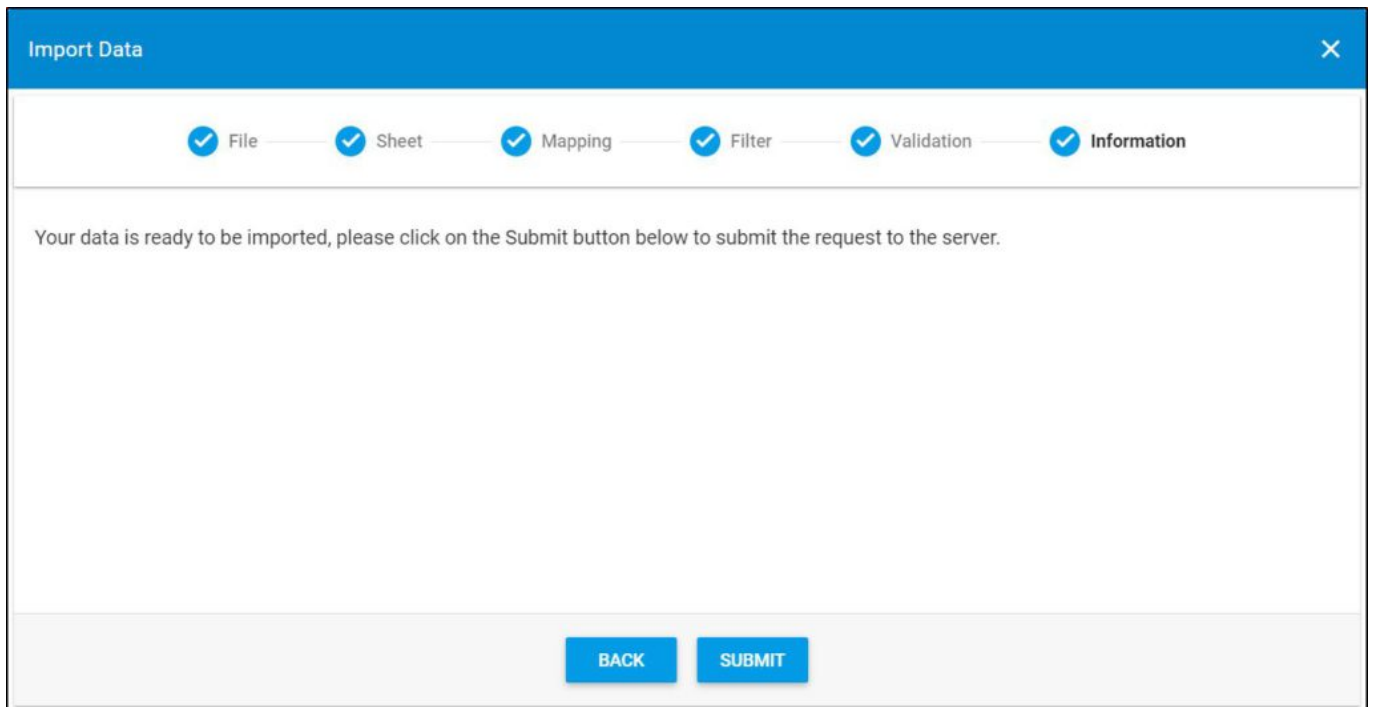 Import Data
File Sheet Mapping Filter Validation Information
Your data is ready to be imported, please click on the Submit button below to submit the request to the server.
BACK SUBMIT